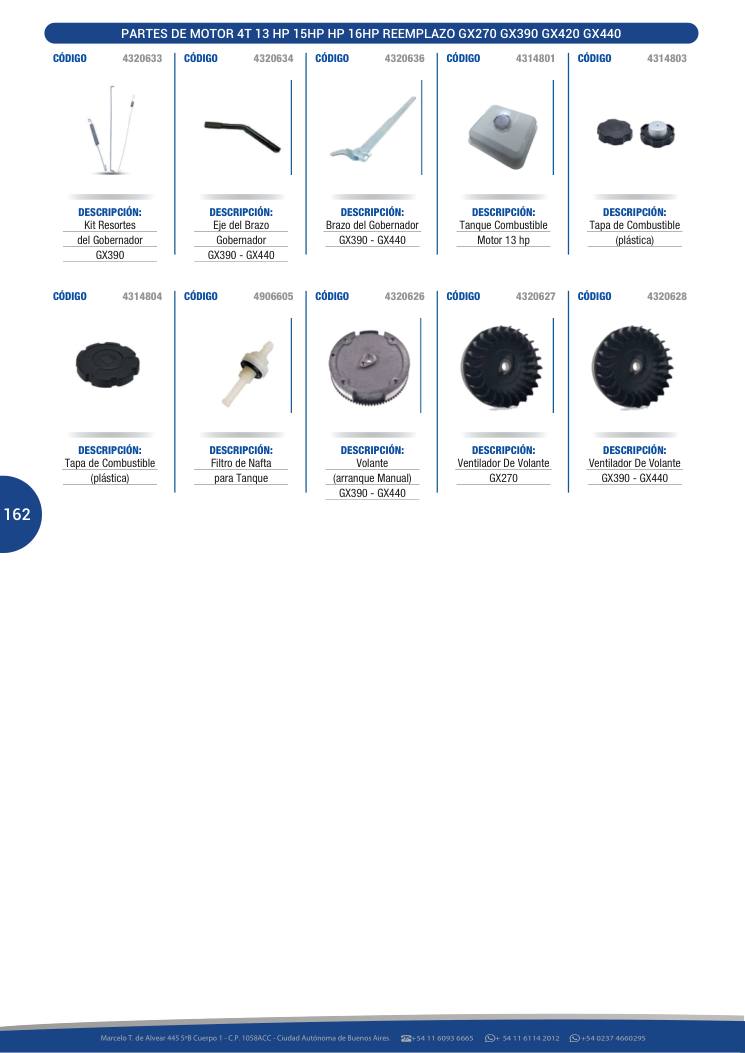 PARTES DE MOTOR 4T 13 HP 15HP HP 16HP REEMPLAZO GX270 GX390 GX420 GX440
CÓDIGO 4320633
DESCRIPCIÓN:
Kit Resortes
del Gobernador
GX390
CÓDIGO 4320634
DESCRIPCIÓN:
Eje del Brazo
Gobernador
GX390 - GX440
CÓDIGO 4320636
DESCRIPCIÓN:
Brazo del Gobernador
GX390 - GX440
CÓDIGO 4314801
DESCRIPCIÓN:
Tanque Combustible
Motor 13 hp
CÓDIGO 4314803
DESCRIPCIÓN:
Tapa de Combustible
(plástica)
CÓDIGO 4314804
DESCRIPCIÓN:
Tapa de Combustible
(plástica)
CÓDIGO 4906605
DESCRIPCIÓN:
Filtro de Nafta
para Tanque
CÓDIGO 4320626
DESCRIPCIÓN:
Volante
(arranque Manual)
GX390 - GX440
CÓDIGO 4320627
DESCRIPCIÓN:
Ventilador De Volante
GX270
CÓDIGO 4320628
DESCRIPCIÓN:
Ventilador De Volante
GX390 - GX440
162
Marcelo T. de Alvear 445 5ºB Cuerpo 1 - C.P. 1058ACC - Ciudad Autónoma de Buenos Aires. +54 11 6093 6665 + 54 11 6114 2012 +54 0237 4660295